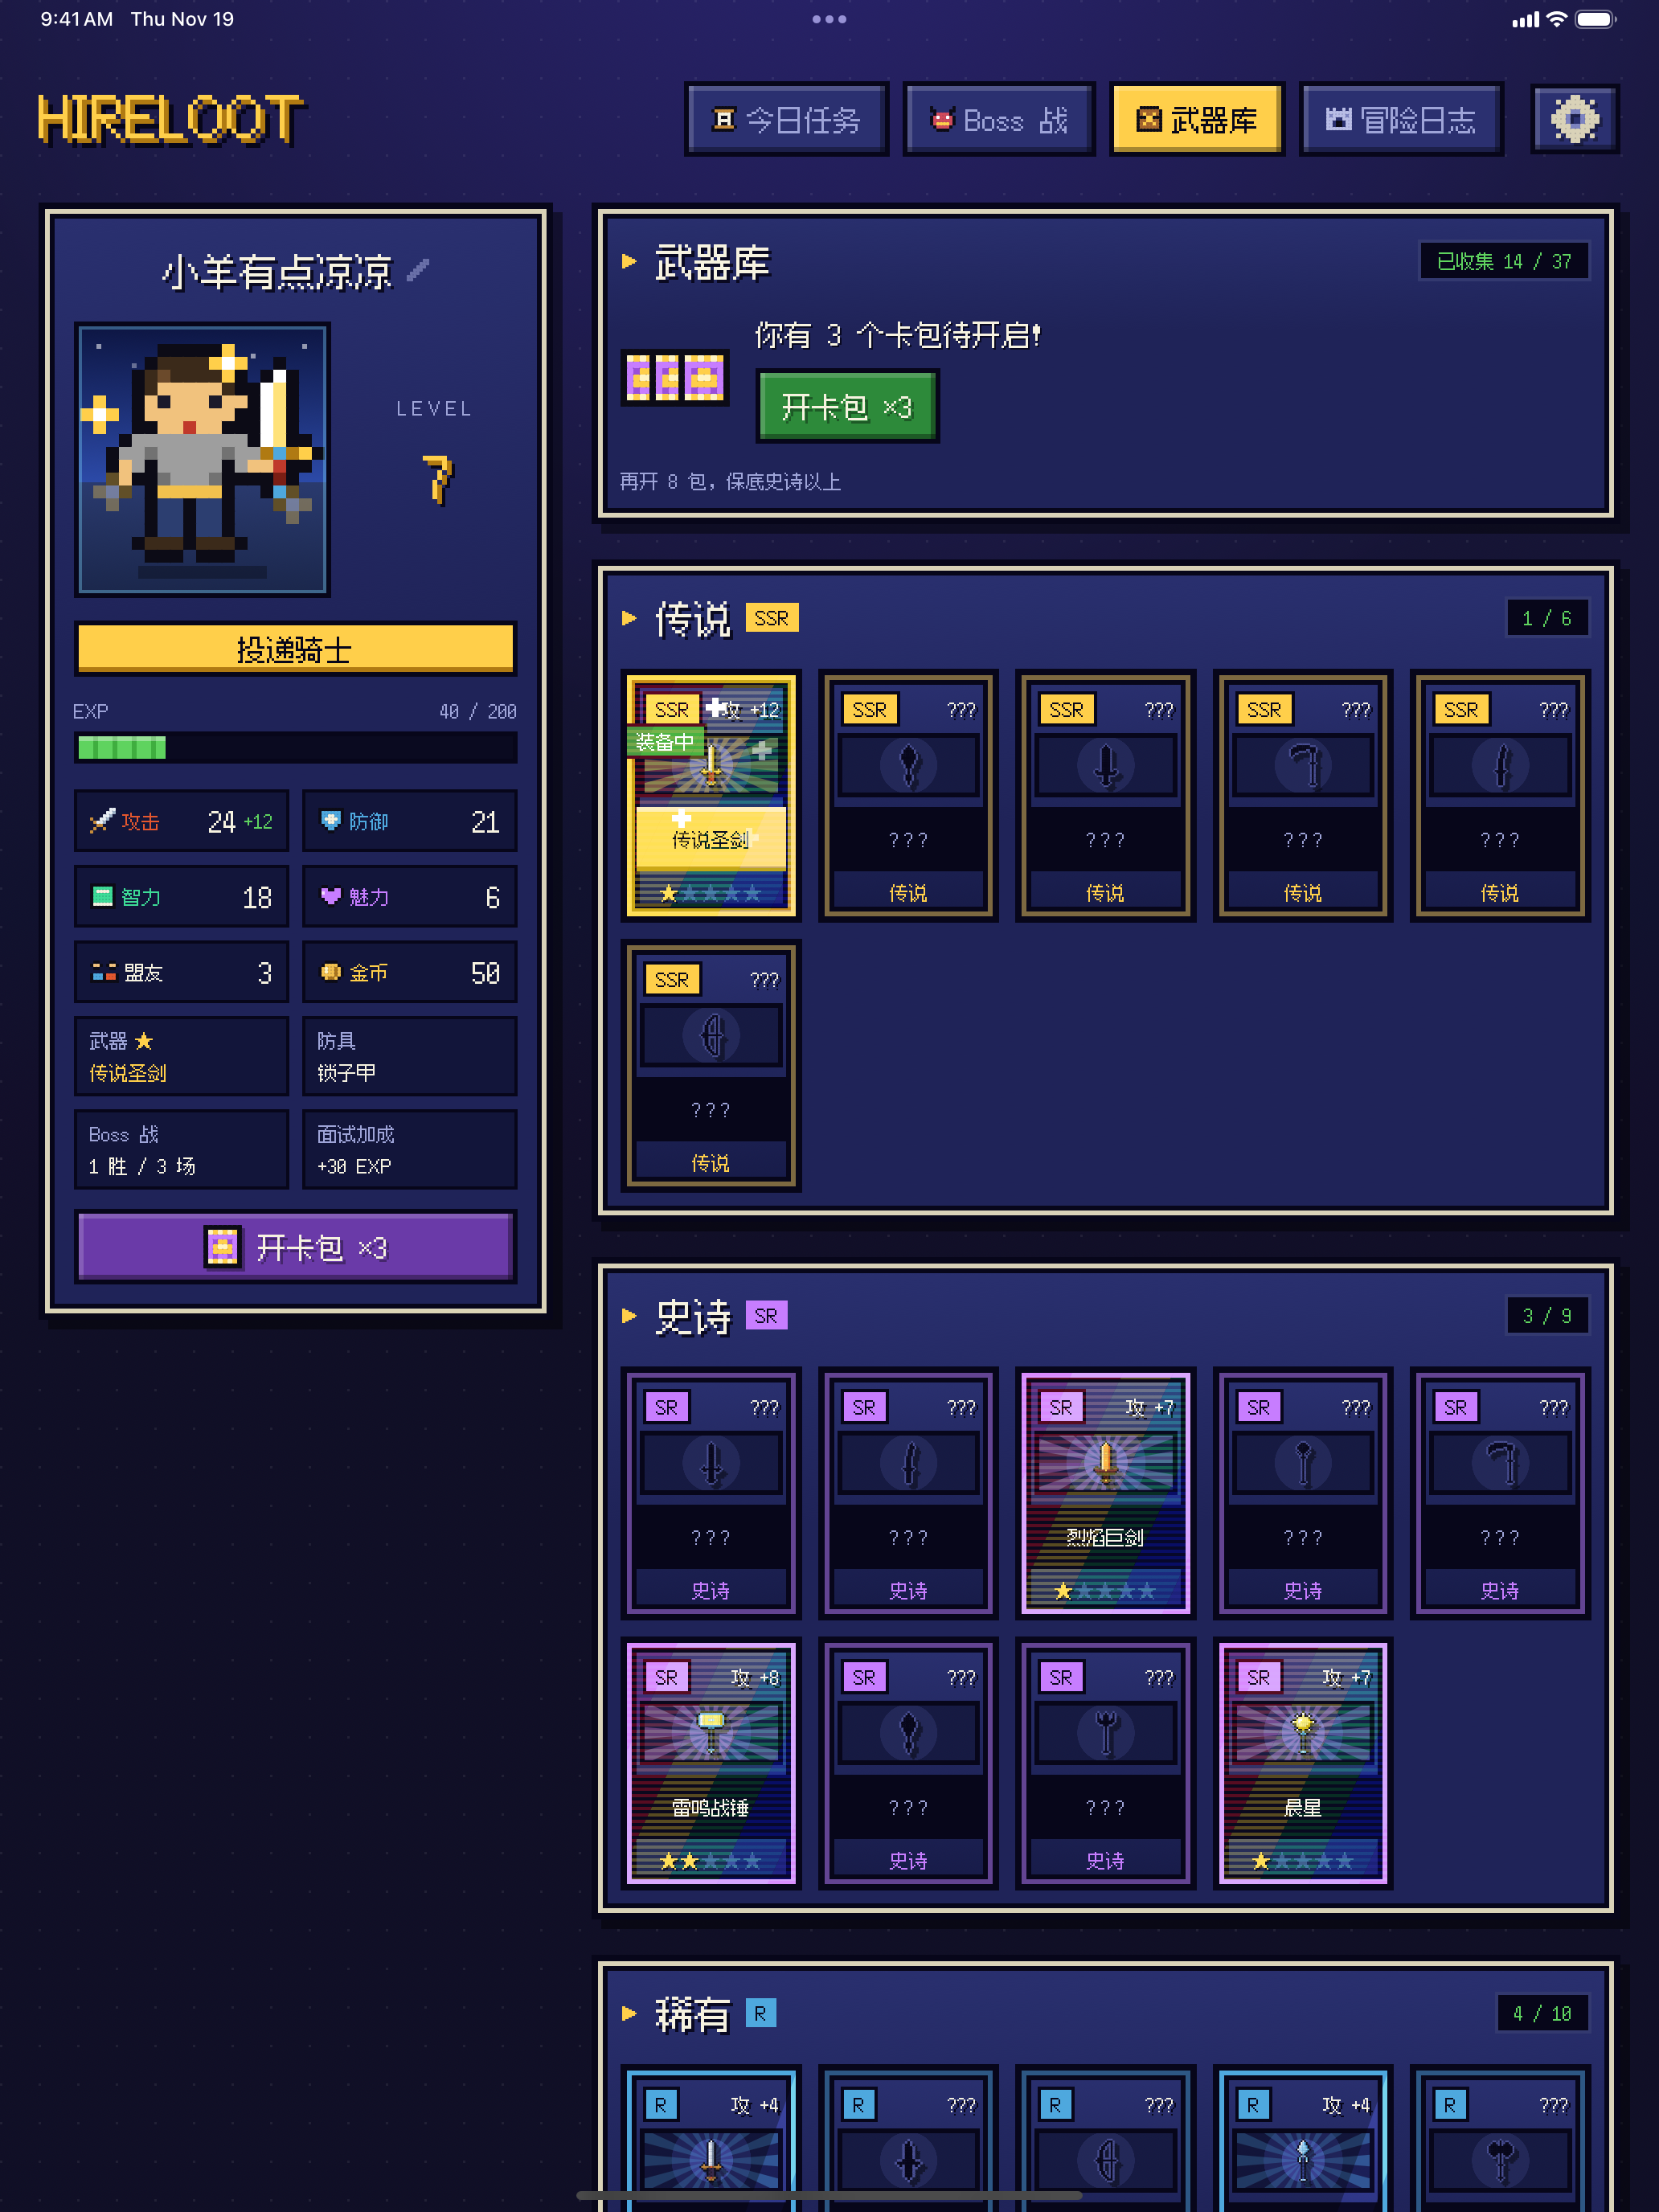 9:41 AM Thu Nov 19
HIRELOOT
今日任务
Boss 战
武器库
冒险日志
小羊有点凉凉
LEVEL
7
投递骑士
EXP 40 / 200
攻击 24 +12
防御 21
智力 18
魅力 6
盟友 3
金币 50
武器 ★
传说圣剑
防具
锁子甲
Boss 战
1 胜 / 3 场
面试加成
+30 EXP
开卡包 ×3
武器库
已收集 14 / 37
你有 3 个卡包待开启!
开卡包 ×3
再开 8 包，保底史诗以上
传说 SSR
1 / 6
SSR 攻 +12
装备中
传说圣剑
SSR ???
???
传说
SSR ???
???
传说
SSR ???
???
传说
SSR ???
???
传说
SSR ???
???
传说
史诗 SR
3 / 9
SR ???
???
史诗
SR ???
???
史诗
SR 攻 +7
烈焰巨剑
SR ???
???
史诗
SR ???
???
史诗
SR 攻 +8
雷鸣战锤
SR ???
???
史诗
SR ???
???
史诗
SR 攻 +7
晨星
稀有 R
4 / 10
R 攻 +4
R ???
R ???
R 攻 +4
R ???